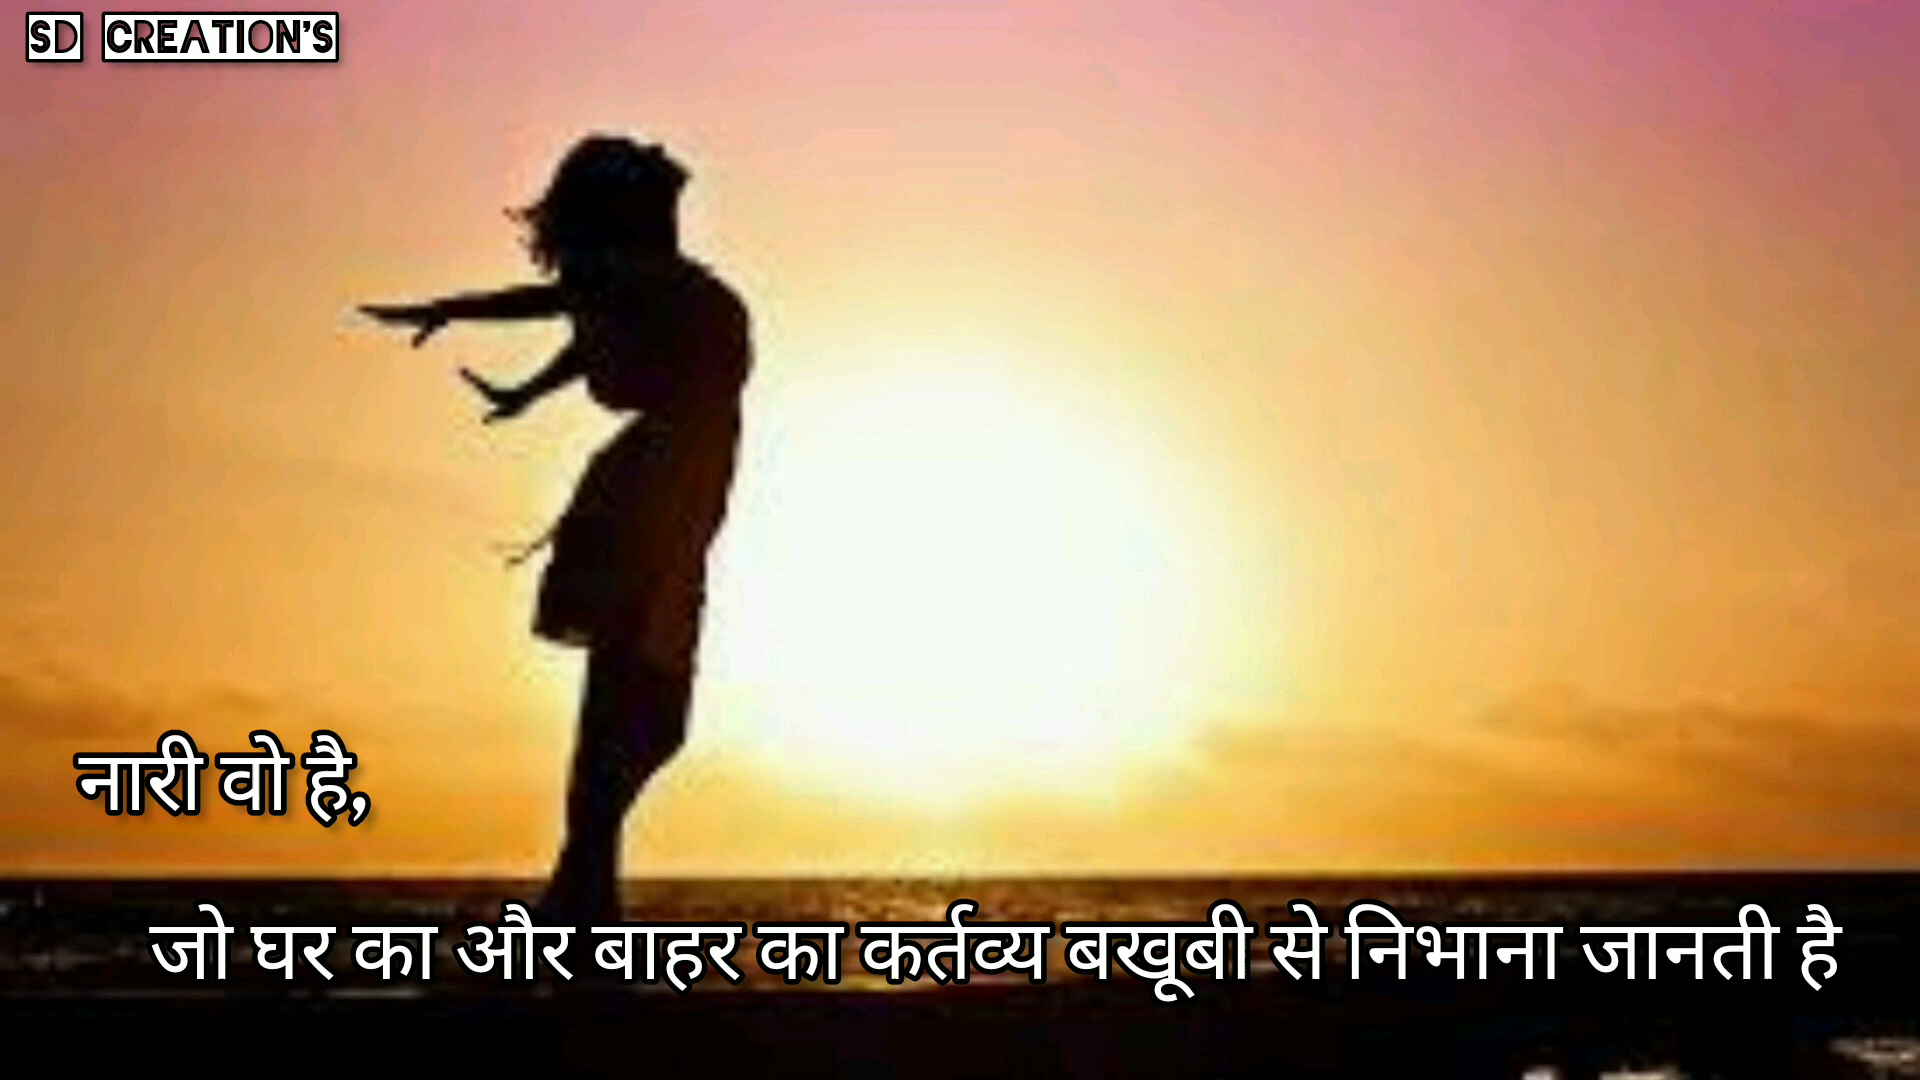 SD CREATION'S
नारी वो है,
जो घर का और बाहर का कर्तव्य बखूबी से निभाना जानती है